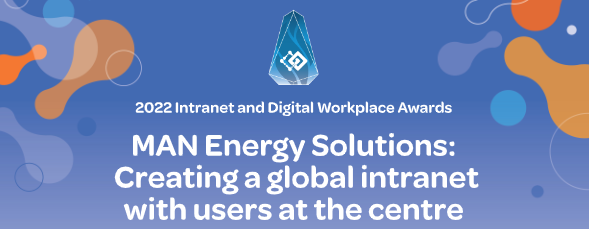 2022 Intranet and Digital Workplace Awards
MAN Energy Solutions:
Creating a global intranet
with users at the centre